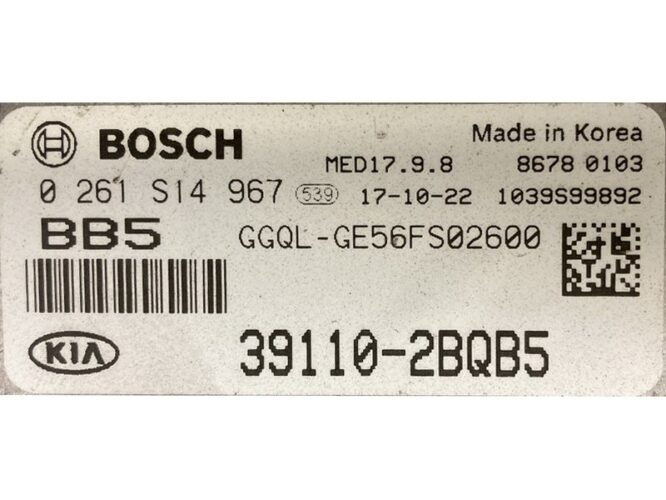 BOSCH Made in Korea
MED17.9.8 8678 0103
0 261 S14 967 539 17-10-22 1039S99892
BB5 GGQL-GE56FS02600
KIA 39110-2BQB5